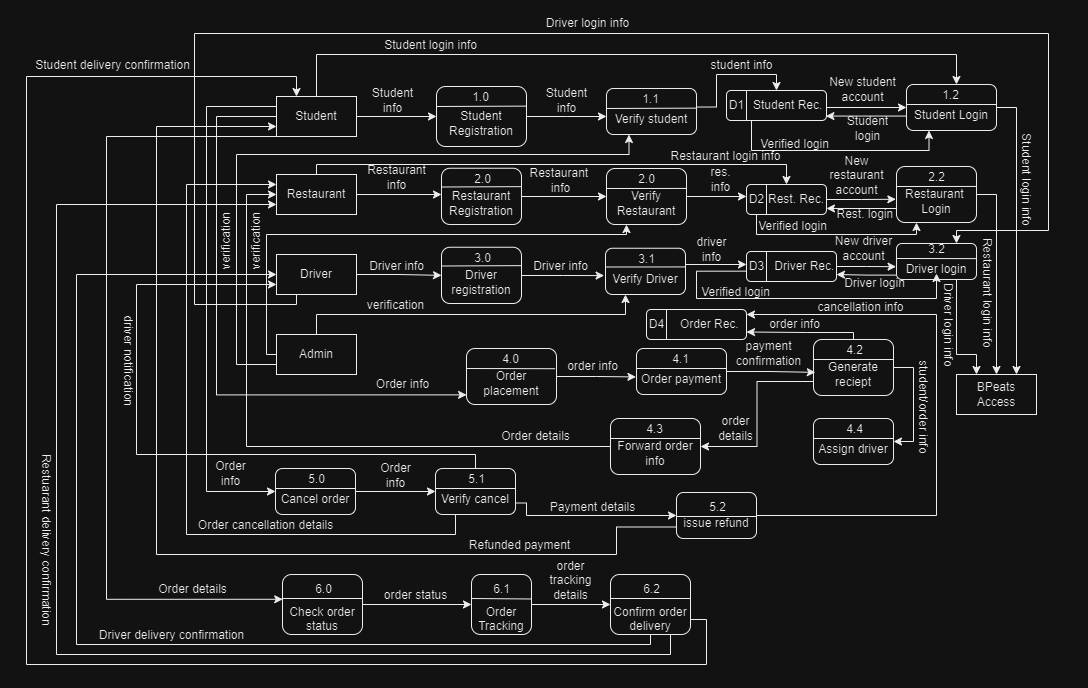 Driver login info
Student login info
Student delivery confirmation
student info
Student
Student
info
1.0
Student
Registration
Student
info
1.1
Verify student
D1
Student Rec.
New student
account
Student
login
1.2
Student Login
Verified login
Student login info
Restaurant
Restaurant
info
2.0
Restaurant
Registration
Restaurant
info
2.0
Verify
Restaurant
Restaurant login info
res.
info
D2
Rest. Rec.
New
restaurant
account
Rest. login
2.2
Restaurant
Login
Verified login
verification
verification
Driver
Driver info
3.0
Driver
registration
Driver info
3.1
Verify Driver
driver
info
D3
Driver Rec.
New driver
account
Driver login
3.2
Driver login
Verified login
Restaurant login info
Driver login info
verification
Admin
D4
Order Rec.
cancellation info
order info
driver notification
Order info
4.0
Order
placement
order info
4.1
Order payment
payment
confirmation
4.2
Generate
reciept
BPeats
Access
student/order info
Order details
4.3
Forward order
info
order
details
4.4
Assign driver
Order
info
5.0
Cancel order
Order
info
5.1
Verify cancel
Payment details
5.2
issue refund
Order cancellation details
Refunded payment
Restuarant delivery confirmation
Order details
6.0
Check order
status
order status
6.1
Order
Tracking
order
tracking
details
6.2
Confirm order
delivery
Driver delivery confirmation